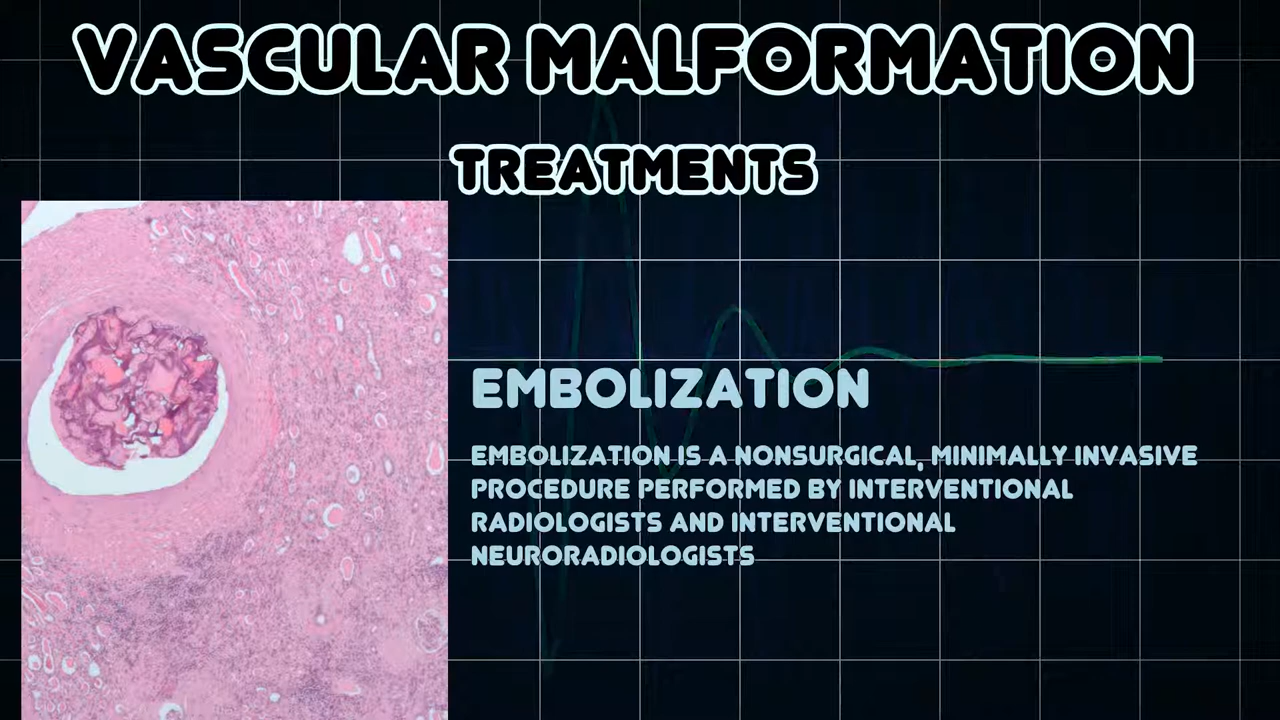 VASCULAR MALFORMATION
TREATMENTS
EMBOLIZATION
EMBOLIZATION IS A NONSURGICAL, MINIMALLY INVASIVE
PROCEDURE PERFORMED BY INTERVENTIONAL
RADIOLOGISTS AND INTERVENTIONAL
NEURORADIOLOGISTS